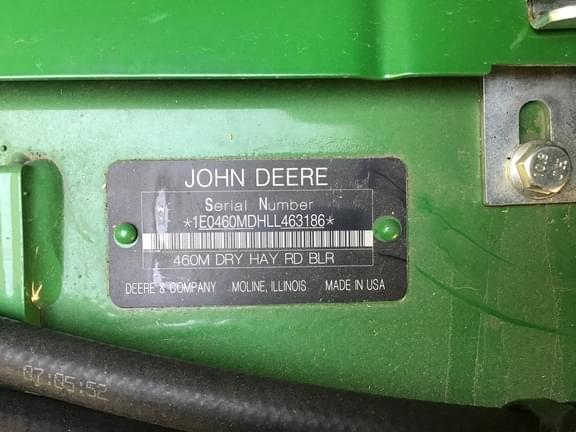 JOHN DEERE
Serial Number
*1E0460MDHLL463186*
460M DRY HAY RD BLR
DEERE & COMPANY MOLINE, ILLINOIS MADE IN USA
07:05:52